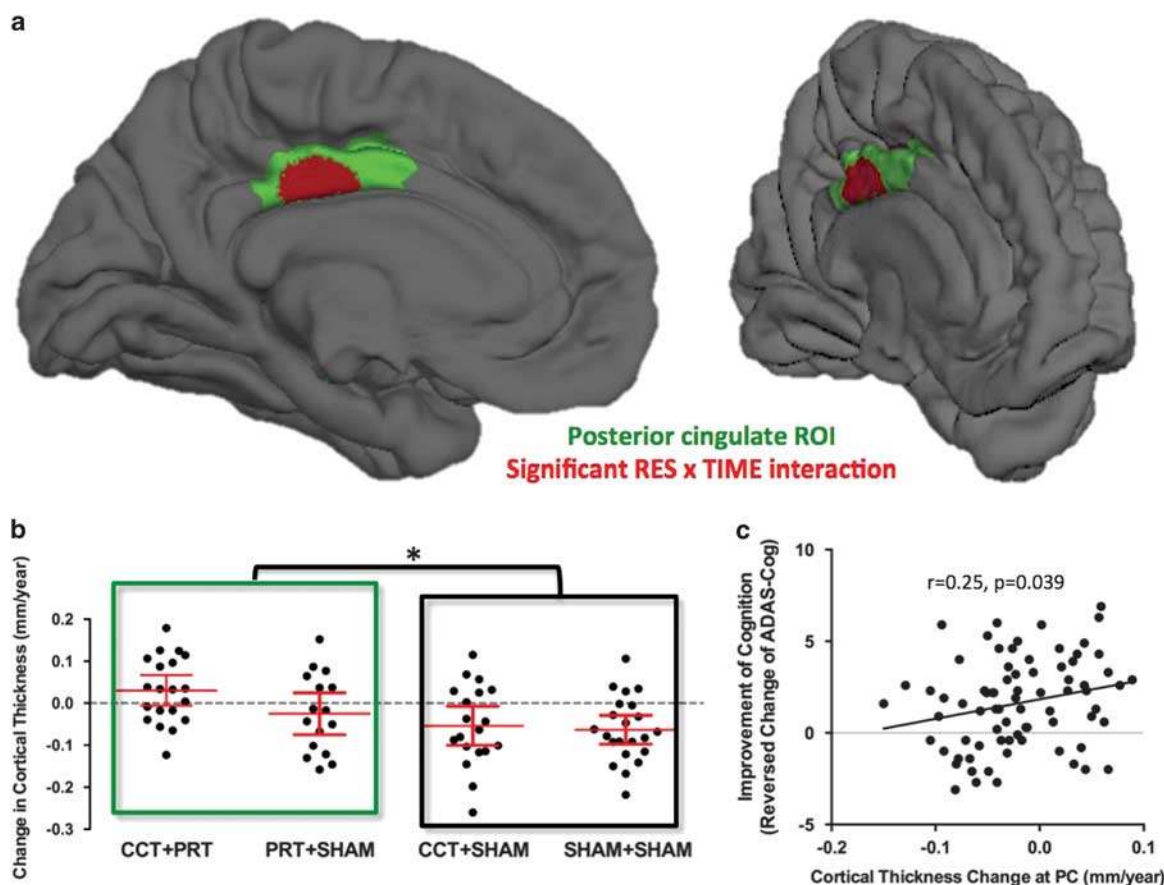 a
Posterior cingulate ROI
Significant RES x TIME interaction
b
*
Change in Cortical Thickness (mm/year)
0.2
0.1
0.0
-0.1
-0.2
-0.3
CCT+PRT PRT+SHAM CCT+SHAM SHAM+SHAM
c
r=0.25, p=0.039
Improvement of Cognition
(Reversed Change of ADAS-Cog)
10
5
0
-5
-0.2 -0.1 0.0 0.1
Cortical Thickness Change at PC (mm/year)